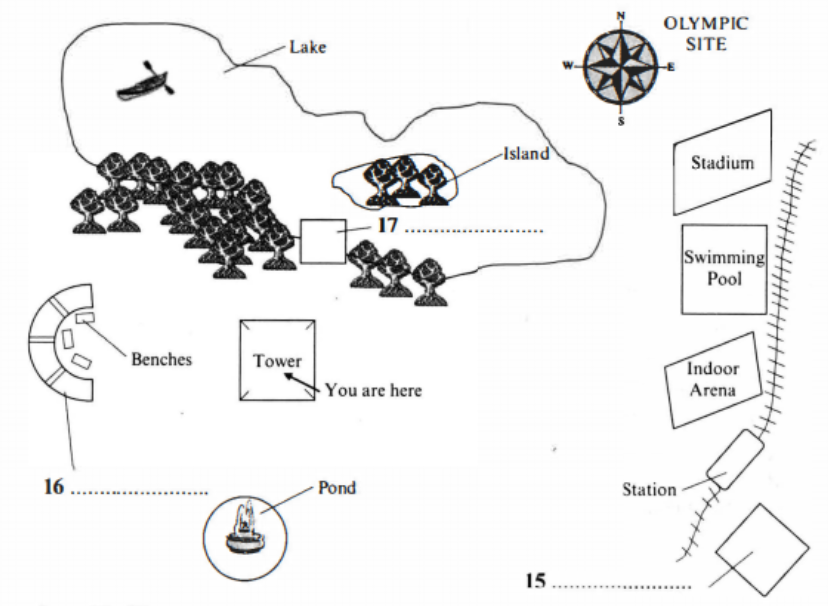 N
OLYMPIC
SITE
W
E
S
Lake
Island
Stadium
17 ..........................
Swimming
Pool
Benches
Tower
You are here
Indoor
Arena
16 ..........................
Pond
Station
15 ..........................